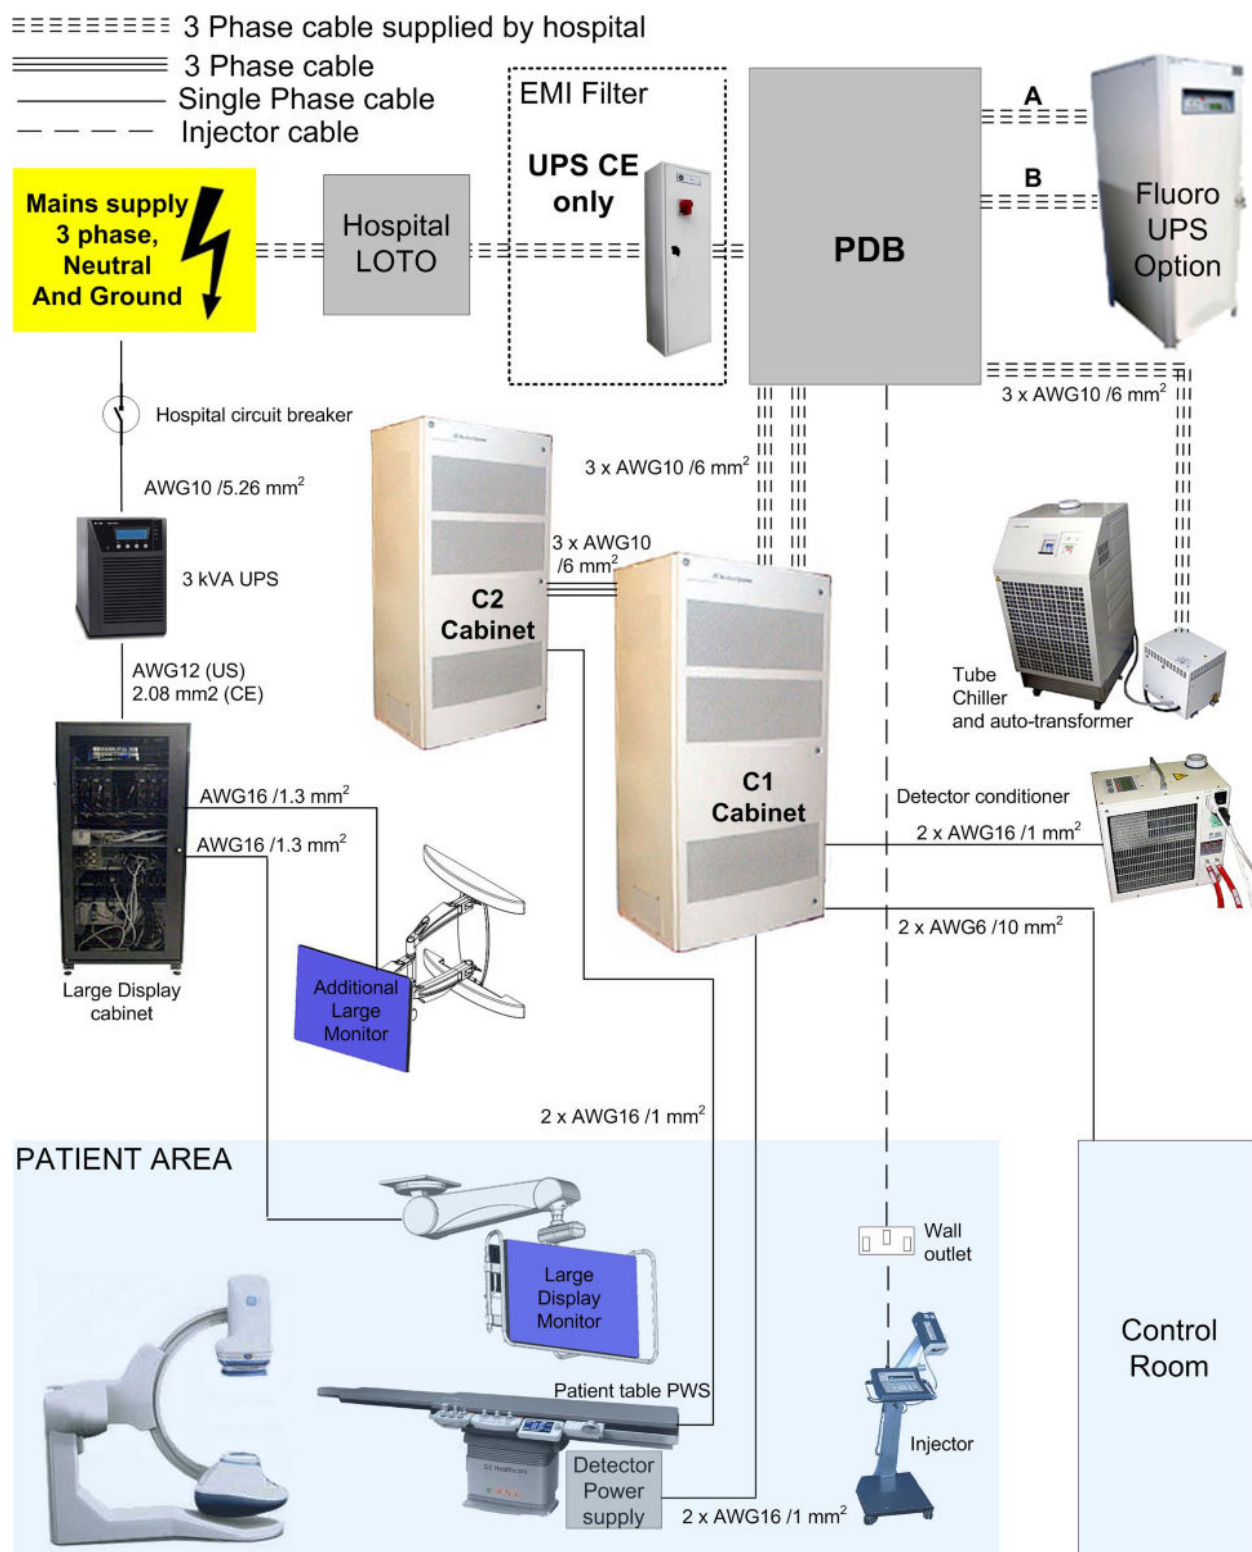 3 Phase cable supplied by hospital
3 Phase cable
Single Phase cable
Injector cable
EMI Filter
UPS CE
only
PDB
A
B
Fluoro
UPS
Option
Mains supply
3 phase,
Neutral
And Ground
Hospital
LOTO
3 x AWG10 /6 mm²
Hospital circuit breaker
AWG10 /5.26 mm²
3 x AWG10 /6 mm²
3 kVA UPS
3 x AWG10
/6 mm²
C2
Cabinet
AWG12 (US)
2.08 mm2 (CE)
Tube
Chiller
and auto-transformer
C1
Cabinet
AWG16 /1.3 mm²
AWG16 /1.3 mm²
Detector conditioner
2 x AWG16 /1 mm²
2 x AWG6 /10 mm²
Large Display
cabinet
Additional
Large
Monitor
2 x AWG16 /1 mm²
PATIENT AREA
Wall
outlet
Large
Display
Monitor
Control
Room
Patient table PWS
Injector
GE Healthcare
Detector
Power
supply
2 x AWG16 /1 mm²